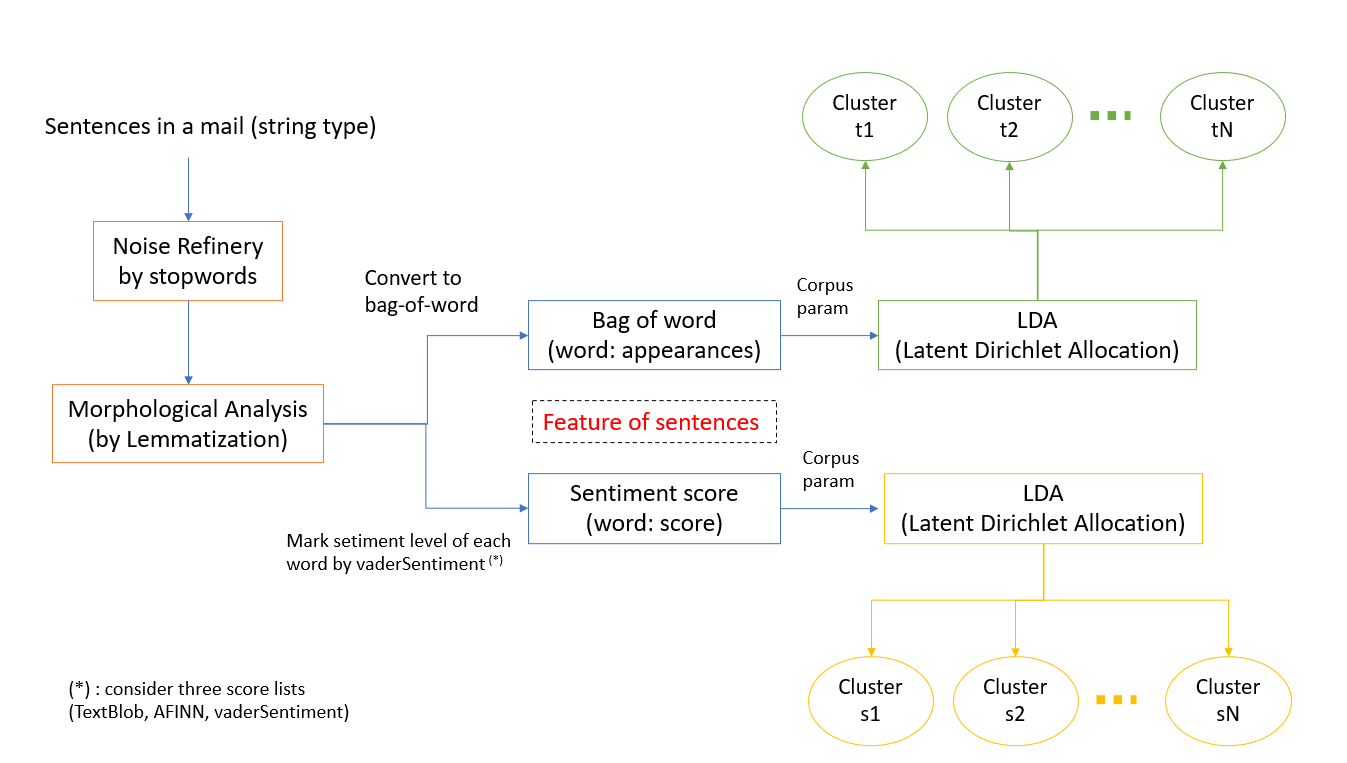 Sentences in a mail (string type)
Noise Refinery
by stopwords
Morphological Analysis
(by Lemmatization)
Convert to
bag-of-word
Mark setiment level of each
word by vaderSentiment (*)
Bag of word
(word: appearances)
Feature of sentences
Sentiment score
(word: score)
Corpus
param
LDA
(Latent Dirichlet Allocation)
Cluster
t1
Cluster
t2
Cluster
tN
Corpus
param
LDA
(Latent Dirichlet Allocation)
Cluster
s1
Cluster
s2
Cluster
sN
(*) : consider three score lists
(TextBlob, AFINN, vaderSentiment)